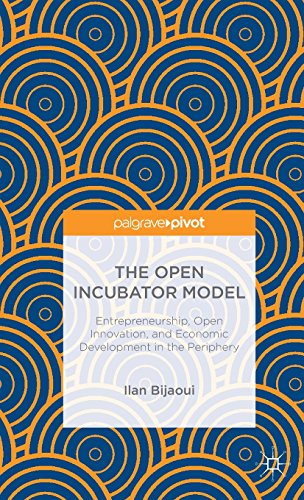 palgrave▸pivot
THE OPEN
INCUBATOR MODEL
Entrepreneurship, Open
Innovation, and Economic
Development in the Periphery
Ilan Bijaoui